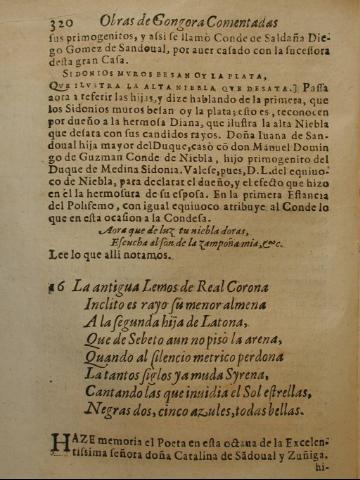 320 Obras de Gongora Comentadas
sus primogenitos, y assi se llamò Conde de Saldaña Die-
go Gomez de Sandoual, por auer casado con la sucessora
desta gran Casa.
SIDONIOS MVROS BESAN OY LA PLATA,
QVE ILVSTRA LA ALTA NIEBLA QVE DESATA.] Passa
aora a referir las hijas, y dize hablando de la primera, que
los Sidonios muros besan oy la plata; esto es, reconocen
por dueño a la hermosa Diana, que ilustra la alta Niebla
que desata con sus candidos rayos. Doña Iuana de San-
doual hija mayor del Duque, casò cō don Manuel Domin
go de Guzman Conde de Niebla, hijo primogenito del
Duque de Medina Sidonia. Valese, pues, D. L. del equiuo-
co de Niebla, para declarar el dueño, y el efecto que hizo
en èl la hermosura de su esposa. En la primera Estancia
del Polifemo, con igual equiuoco atribuye al Conde lo
que en esta ocasion a la Condesa.
Aora que de luz tu niebla doras,
Escucha al son de la zampoña mia, &c.
Lee lo que alli notamos.
16 La antigua Lemos de Real Corona
Inclito es rayo su menor almena
A la segunda hija de Latona,
Que de Sebeto aun no pisò la arena,
Quando al silencio metrico perdona
La tantos siglos ya muda Syrena,
Cantando las que inuidia el Sol estrellas,
Negras dos, cinco azules, todas bellas.
HAZE memoria el Poeta en esta octaua de la Excelen-
tissima señora doña Catalina de Sādoual y Zuñiga,
hi-